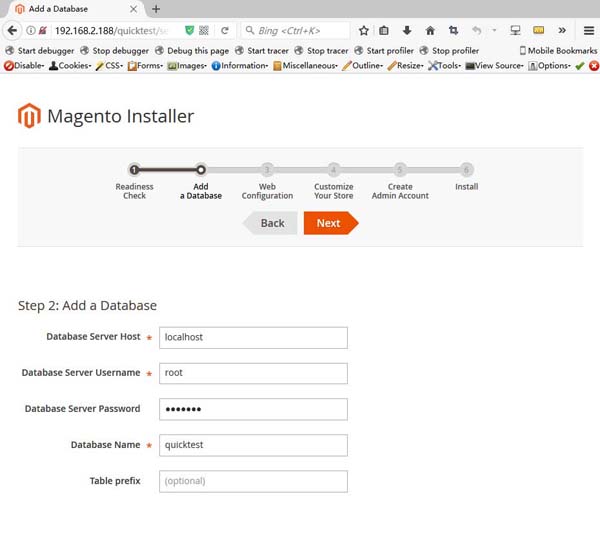 Add a Database
192.168.2.188/quicktest/se
Bing <Ctrl+K>
Start debugger Stop debugger Debug this page Start tracer Stop tracer Start profiler Stop profiler Mobile Bookmarks
Disable Cookies CSS Forms Images Information Miscellaneous Outline Resize Tools View Source Options
Magento Installer
1 3 4 5 6
Readiness Check
Add a Database
Web Configuration
Customize Your Store
Create Admin Account
Install
Back
Next
Step 2: Add a Database
Database Server Host * localhost
Database Server Username * root
Database Server Password •••••••
Database Name * quicktest
Table prefix (optional)